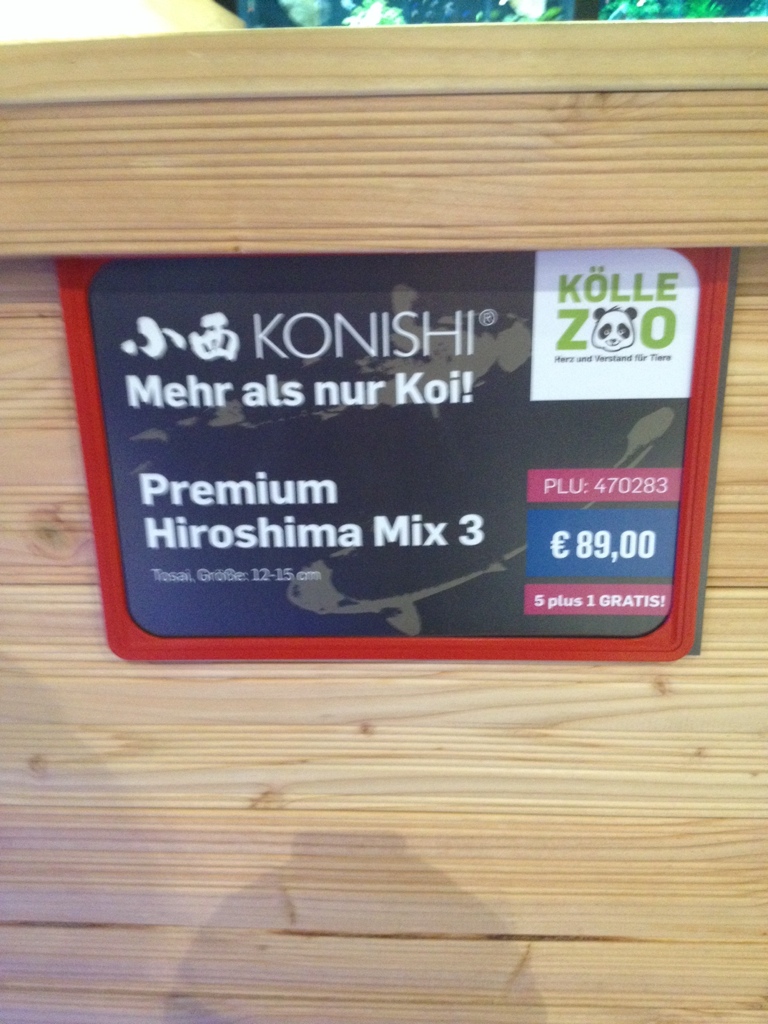 小西 KONISHI®
Mehr als nur Koi!
KÖLLE
ZOO
Herz und Verstand für Tiere
Premium
Hiroshima Mix 3
Tosai, Größe: 12-15 cm
PLU: 470283
€ 89,00
5 plus 1 GRATIS!